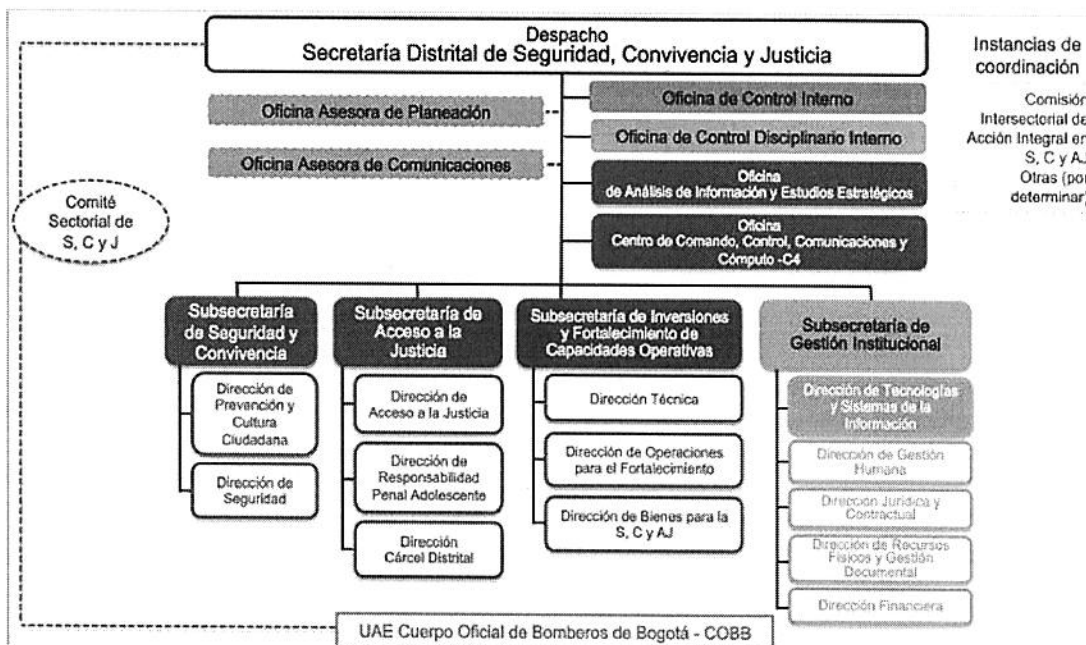 Despacho
Secretaría Distrital de Seguridad, Convivencia y Justicia
Instancias de
coordinación
Comisión
Intersectorial de
Acción Integral en
S, C y AJ
Otras (por
determinar)
Oficina Asesora de Planeación
Oficina Asesora de Comunicaciones
Oficina de Control Interno
Oficina de Control Disciplinario Interno
Oficina
de Análisis de Información y Estudios Estratégicos
Oficina
Centro de Comando, Control, Comunicaciones y
Cómputo -C4
Comité
Sectorial de
S, C y J
Subsecretaría
de Seguridad y
Convivencia
Dirección de
Prevención y
Cultura
Ciudadana
Dirección de
Seguridad
Subsecretaría de
Acceso a la
Justicia
Dirección de
Acceso a la Justicia
Dirección de
Responsabilidad
Penal Adolescente
Dirección
Cárcel Distrital
Subsecretaría de Inversiones
y Fortalecimiento de
Capacidades Operativas
Dirección Técnica
Dirección de Operaciones
para el Fortalecimiento
Dirección de Bienes para la
S, C y AJ
Subsecretaría de
Gestión Institucional
Dirección de Tecnologías
y Sistemas de la
Información
Dirección de Gestión
Humana
Dirección Jurídica y
Contractual
Dirección de Recursos
Físicos y Gestión
Documental
Dirección Financiera
UAE Cuerpo Oficial de Bomberos de Bogotá - COBB